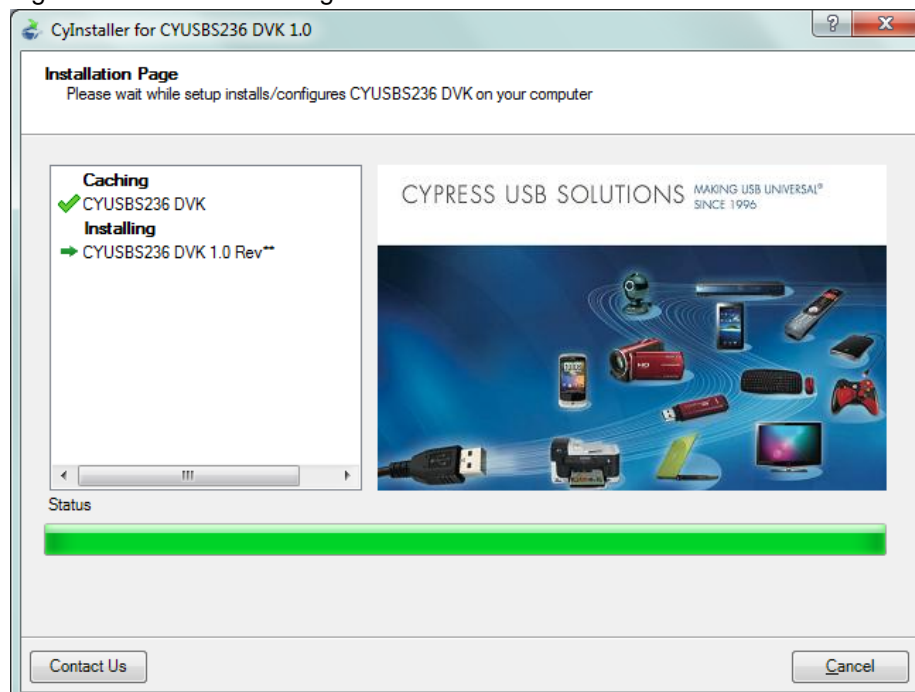 CyInstaller for CYUSBS236 DVK 1.0
Installation Page
Please wait while setup installs/configures CYUSBS236 DVK on your computer
Caching
CYUSBS236 DVK
Installing
CYUSBS236 DVK 1.0 Rev**
CYPRESS USB SOLUTIONS MAKING USB UNIVERSAL®
SINCE 1996
Status
Contact Us
Cancel